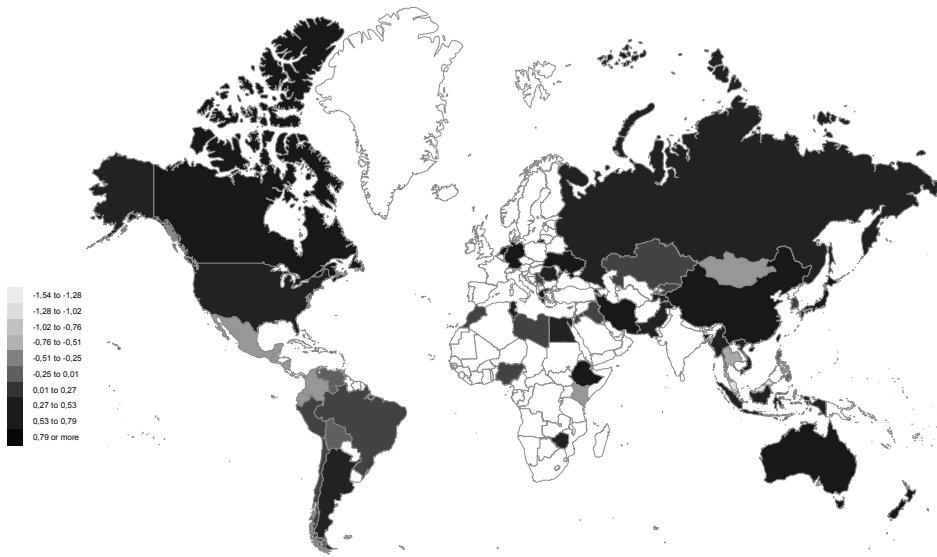 -1,54 to -1,28
-1,28 to -1,02
-1,02 to -0,76
-0,76 to -0,51
-0,51 to -0,25
-0,25 to 0,01
0,01 to 0,27
0,27 to 0,53
0,53 to 0,79
0,79 or more